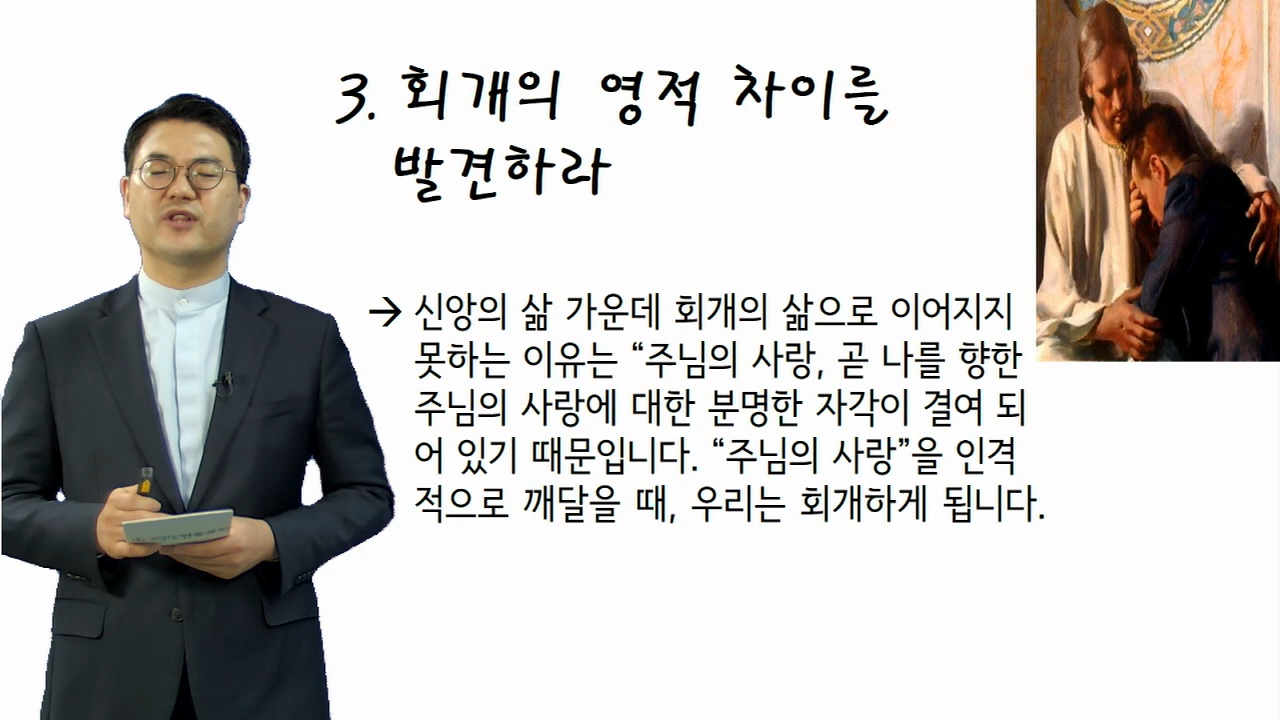 3. 회개의 영적 차이를
발견하라
→ 신앙의 삶 가운데 회개의 삶으로 이어지지
못하는 이유는 “주님의 사랑, 곧 나를 향한
주님의 사랑에 대한 분명한 자각이 결여 되
어 있기 때문입니다. “주님의 사랑”을 인격
적으로 깨달을 때, 우리는 회개하게 됩니다.